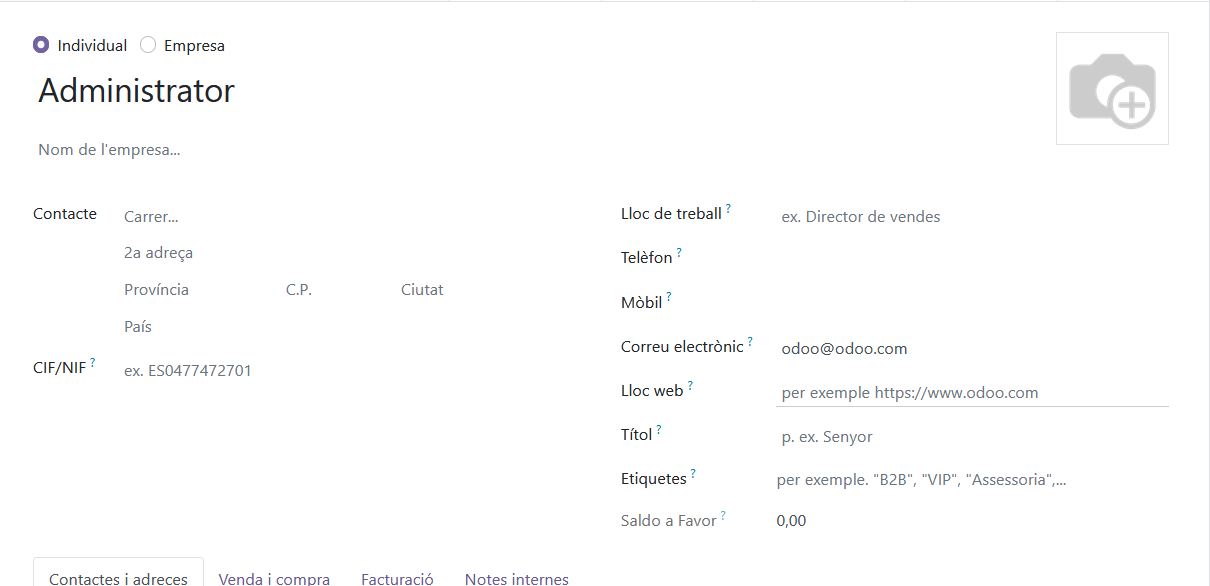 Individual Empresa
Administrator
Nom de l'empresa...
Contacte Carrer...
2a adreça
Província C.P. Ciutat
País
CIF/NIF ? ex. ES0477472701
Lloc de treball ? ex. Director de vendes
Telèfon ?
Mòbil ?
Correu electrònic ? odoo@odoo.com
Lloc web ? per exemple https://www.odoo.com
Títol ? p. ex. Senyor
Etiquetes ? per exemple. "B2B", "VIP", "Assessoria",...
Saldo a Favor ? 0,00
Contactes i adreces Venda i compra Facturació Notes internes